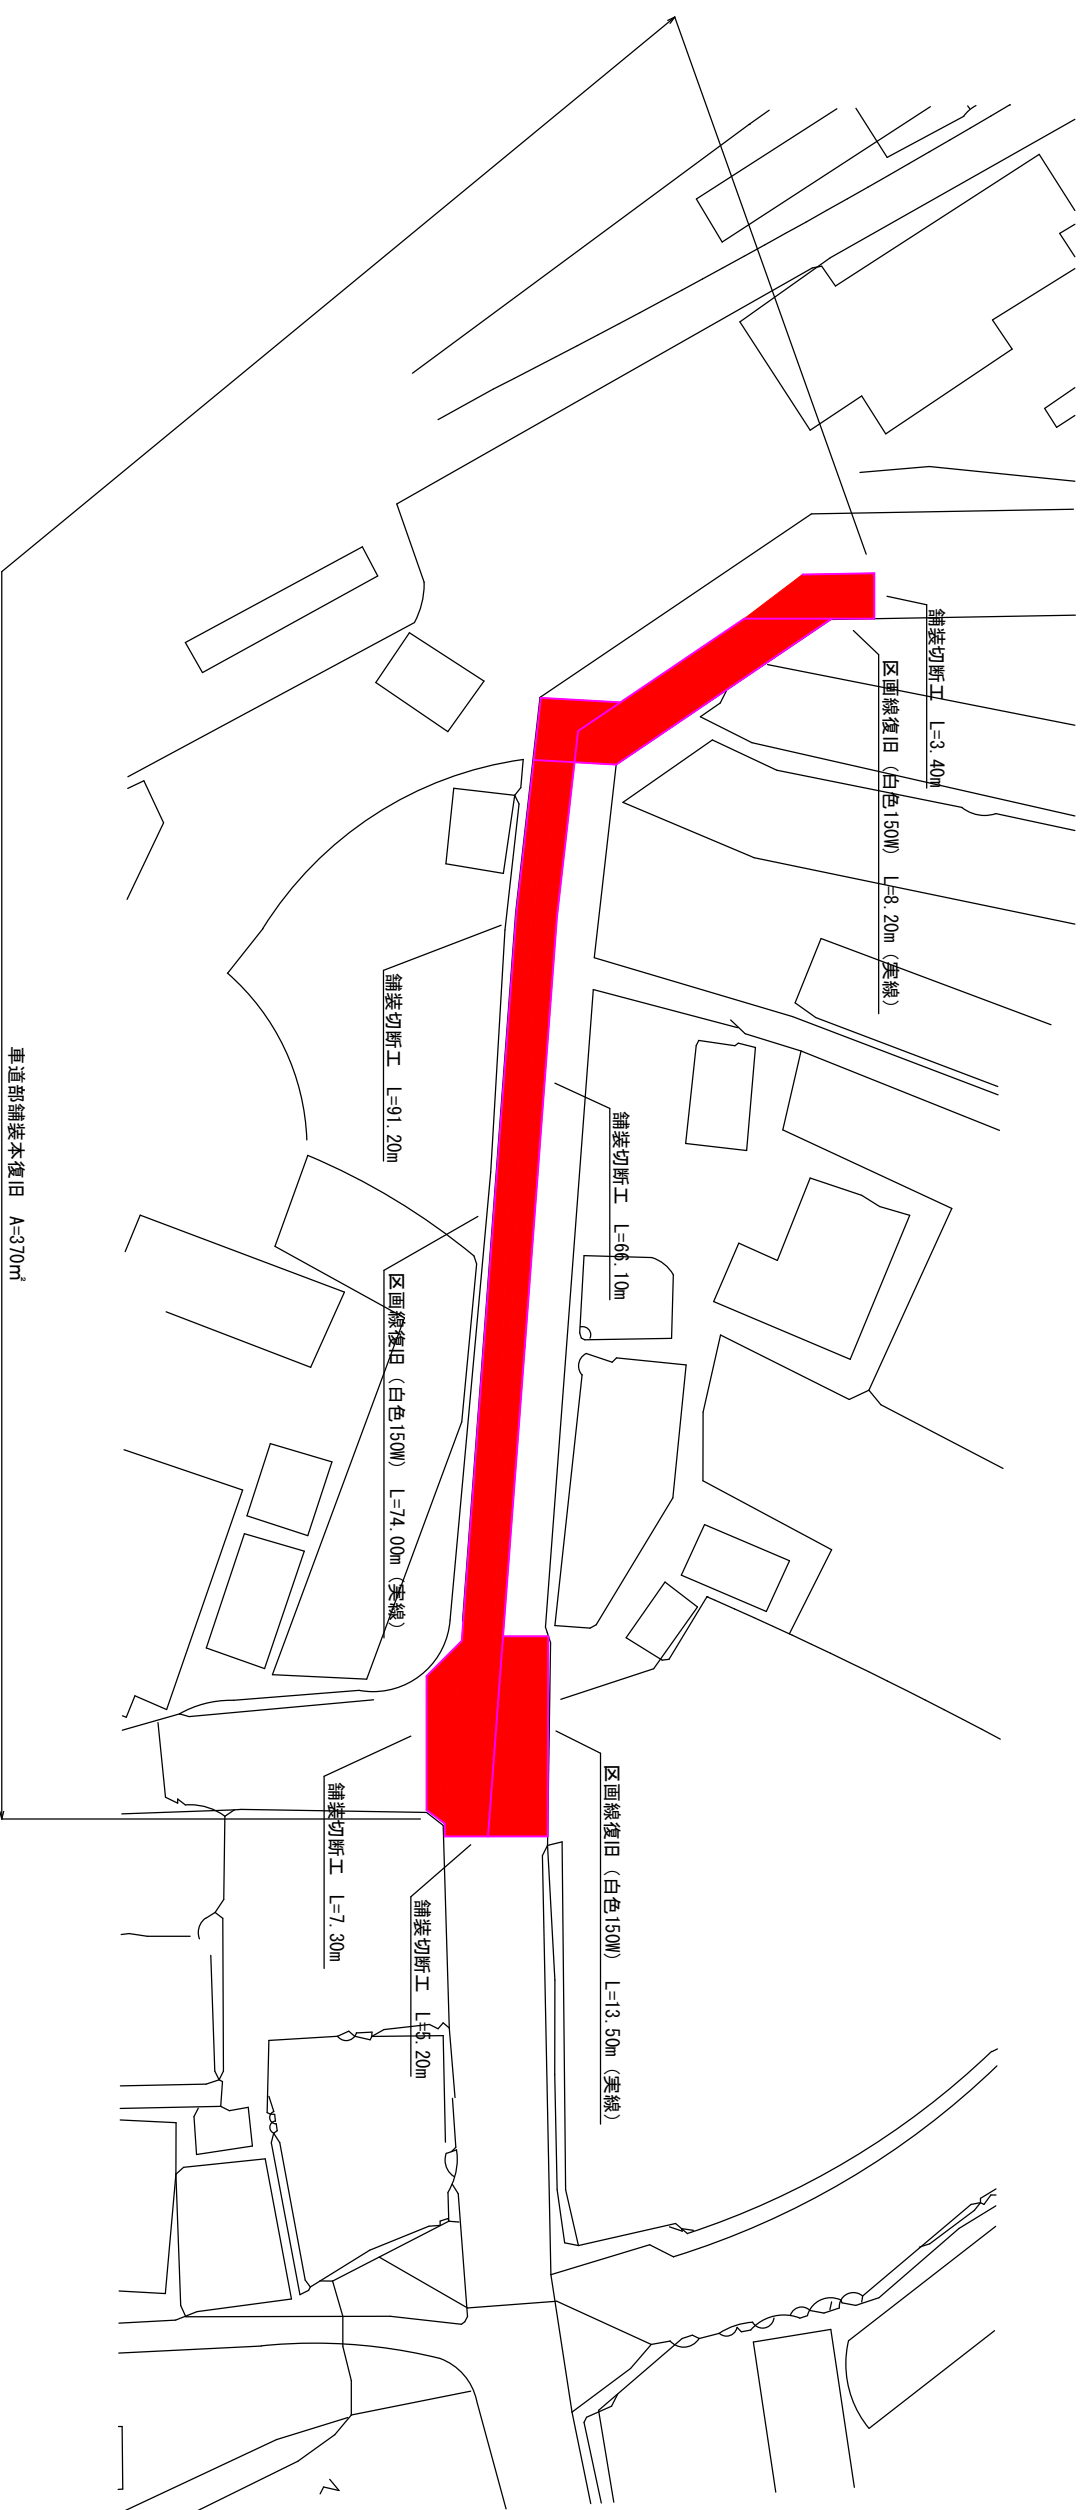 舗装切断工　L=3.40m
区画線復旧（白色150W）　L=8.20m（実線）
舗装切断工　L=91.20m
舗装切断工　L=66.10m
区画線復旧（白色150W）　L=74.00m（実線）
車道部舗装本復旧　A=370㎡
区画線復旧（白色150W）　L=13.50m（実線）
舗装切断工　L=7.30m
舗装切断工　L=5.20m